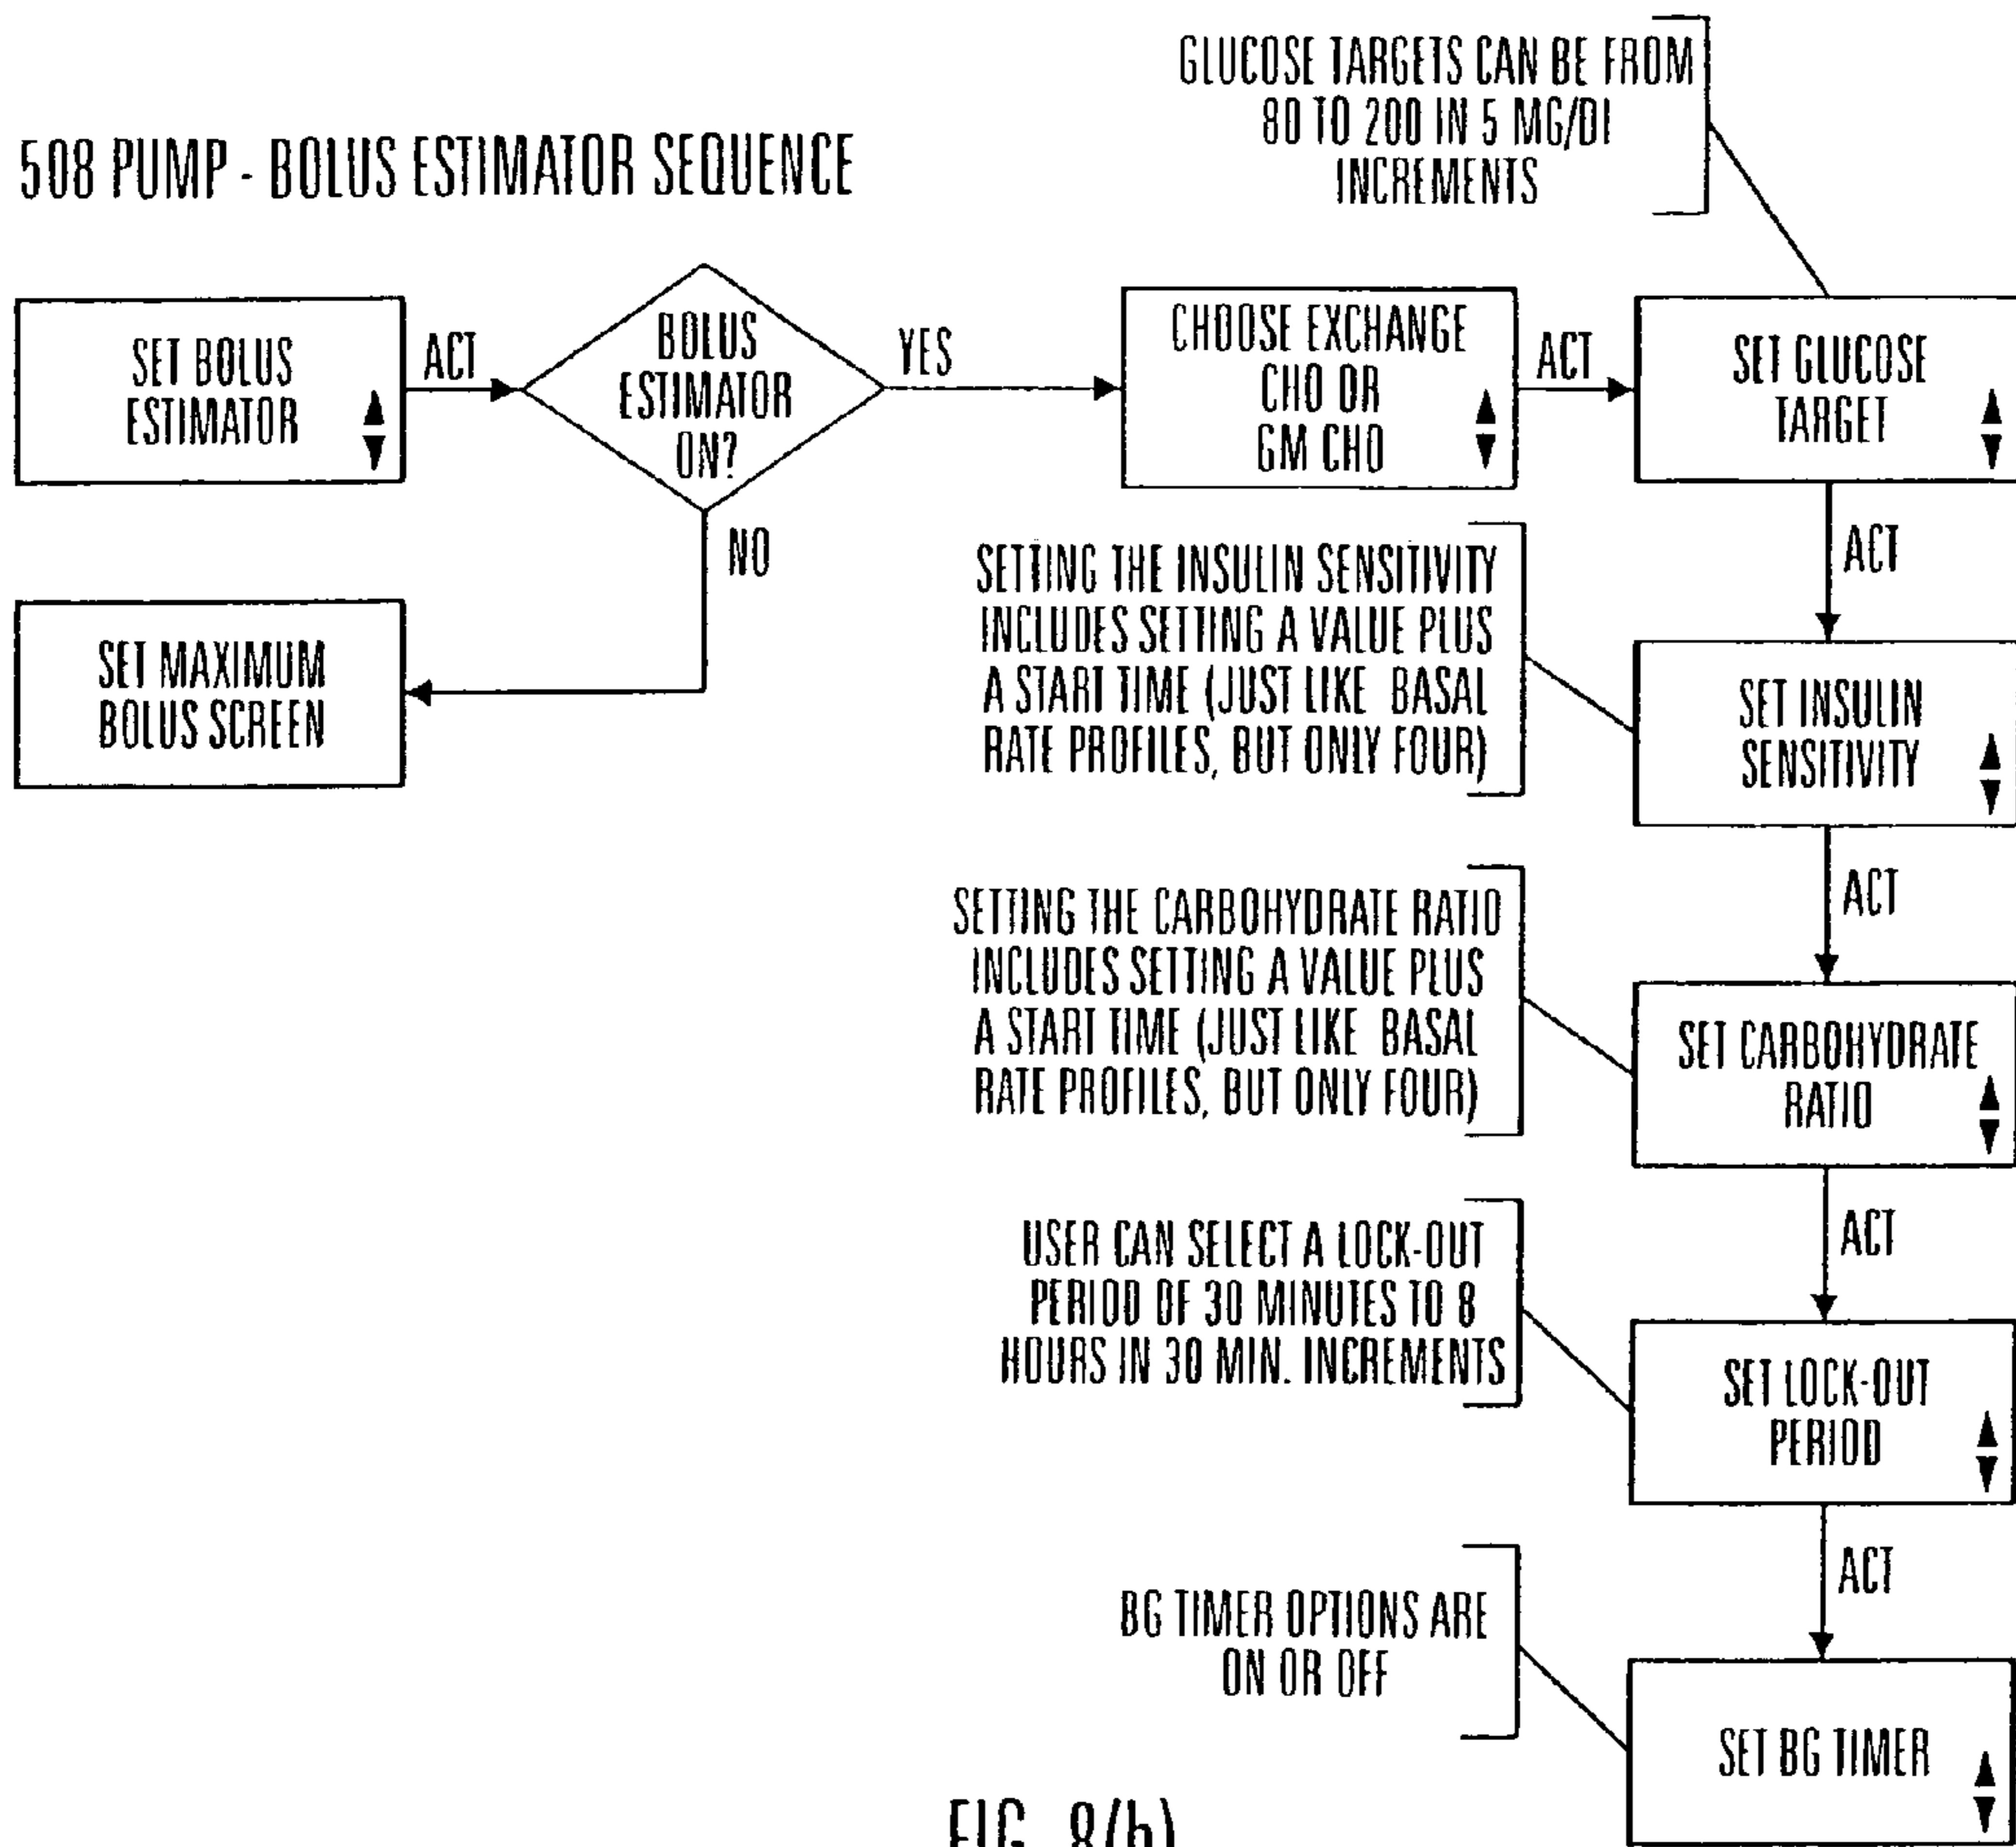 508 PUMP - BOLUS ESTIMATOR SEQUENCE
GLUCOSE TARGETS CAN BE FROM
80 TO 200 IN 5 MG/Dl
INCREMENTS
SET BOLUS
ESTIMATOR
ACT
BOLUS
ESTIMATOR
ON?
YES
CHOOSE EXCHANGE
CHO OR
GM CHO
ACT
SET GLUCOSE
TARGET
NO
ACT
SET MAXIMUM
BOLUS SCREEN
SETTING THE INSULIN SENSITIVITY
INCLUDES SETTING A VALUE PLUS
A START TIME (JUST LIKE BASAL
RATE PROFILES, BUT ONLY FOUR)
SET INSULIN
SENSITIVITY
ACT
SETTING THE CARBOHYDRATE RATIO
INCLUDES SETTING A VALUE PLUS
A START TIME (JUST LIKE BASAL
RATE PROFILES, BUT ONLY FOUR)
SET CARBOHYDRATE
RATIO
ACT
USER CAN SELECT A LOCK-OUT
PERIOD OF 30 MINUTES TO 8
HOURS IN 30 MIN. INCREMENTS
SET LOCK-OUT
PERIOD
ACT
BG TIMER OPTIONS ARE
ON OR OFF
SET BG TIMER
FIG. 8(b)